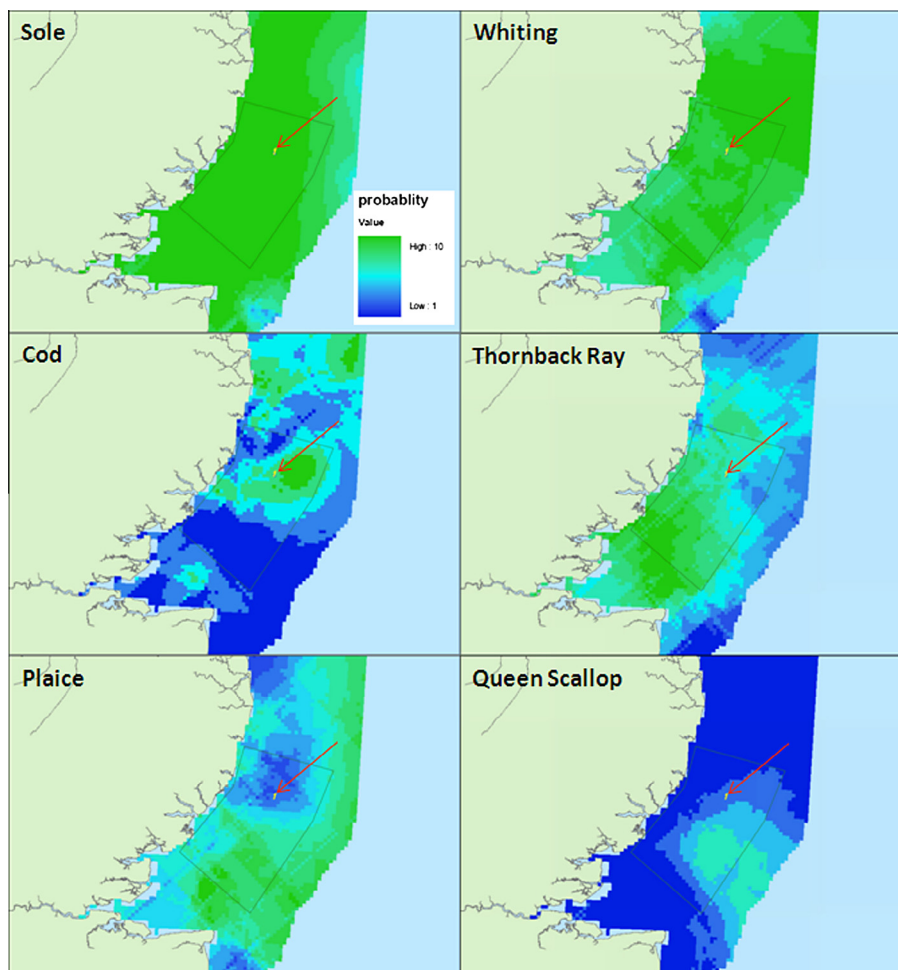 Sole
Whiting
probablity
Value
High : 10
Low : 1
Cod
Thornback Ray
Plaice
Queen Scallop